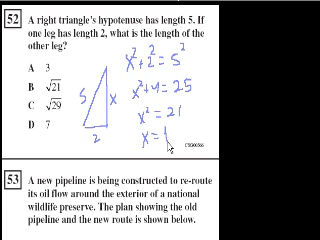 52 A right triangle's hypotenuse has length 5. If
one leg has length 2, what is the length of the
other leg?
A 3
B √21
C √29
D 7
5
x
2
x² + 2² = 5²
x² + 4 = 25
x² = 21
x =
53 A new pipeline is being constructed to re-route
its oil flow around the exterior of a national
wildlife preserve. The plan showing the old
pipeline and the new route is shown below.